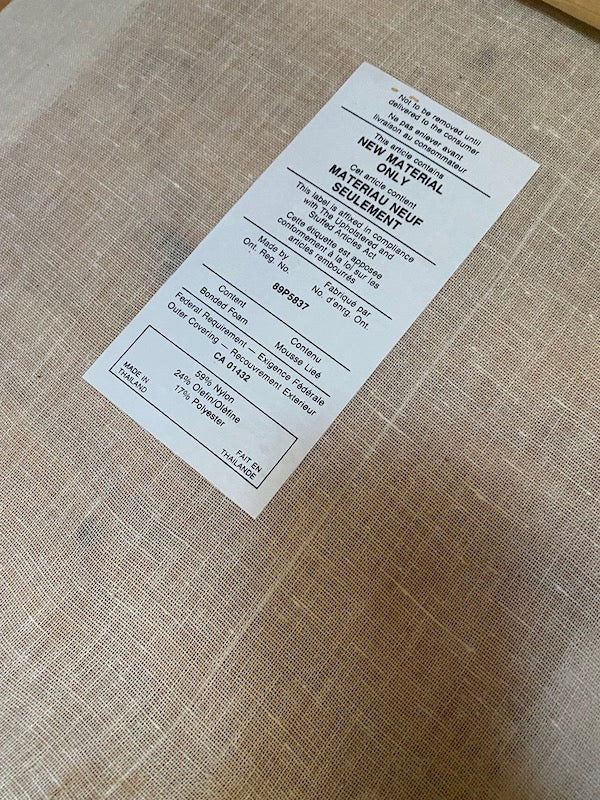 Not to be removed until
delivered to the consumer
Ne pas enlever avant
livraison au consommateur
This article contains
NEW MATERIAL
ONLY
Cet article contient
MATERIAU NEUF
SEULEMENT
This label is affixed in compliance
with The Upholstered and
Stuffed Articles Act
Cette étiquette est apposée
conformement à la loi sur les
articles rembourrés
Made by Fabriqué par
Ont. Reg. No. No. d'enrg. Ont.
89P5837
Content Contenu
Bonded Foam Mousse Lieé
Federal Requirement — Exigence Fédérale
Outer Covering — Recouvrement Exterieur
CA 01432
59% Nylon
24% Olefin/Oléfine
17% Polyester
MADE IN FAIT EN
THAILAND THAILANDE